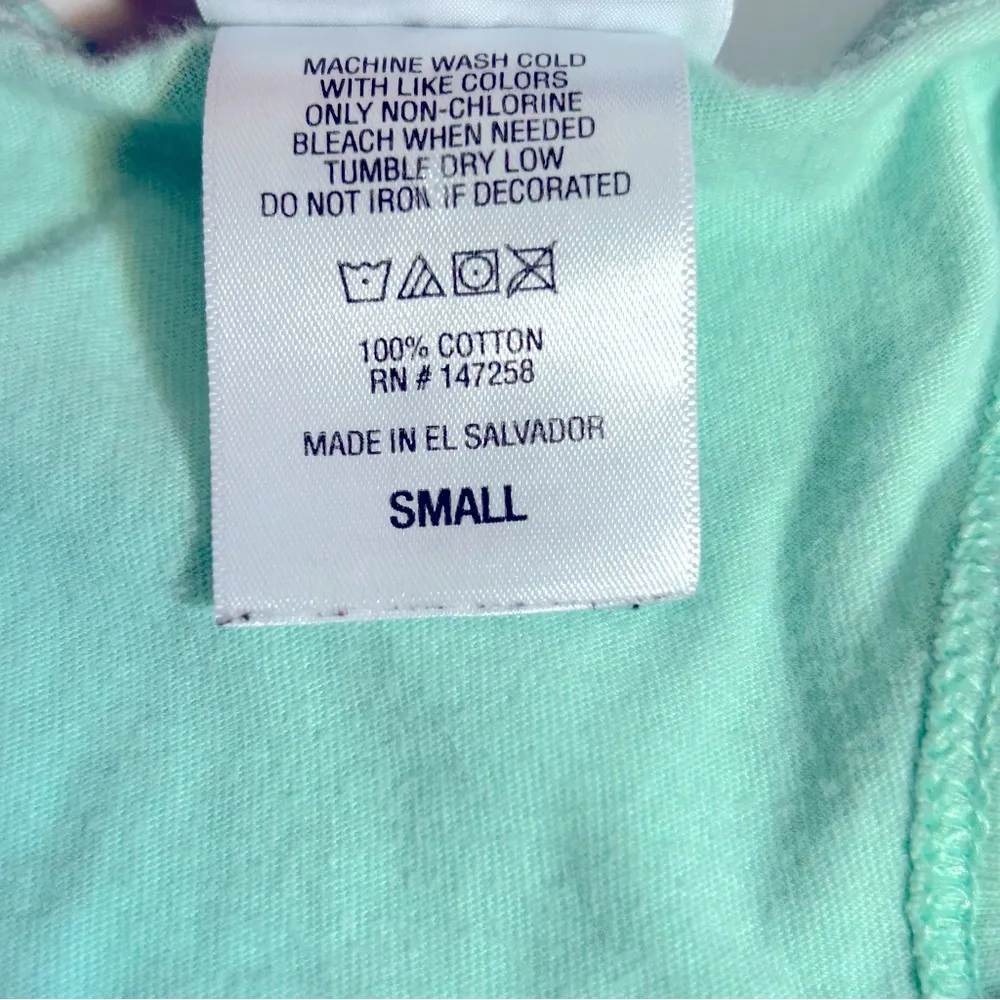 MACHINE WASH COLD
WITH LIKE COLORS
ONLY NON-CHLORINE
BLEACH WHEN NEEDED
TUMBLE DRY LOW
DO NOT IRON IF DECORATED
100% COTTON
RN # 147258
MADE IN EL SALVADOR
SMALL